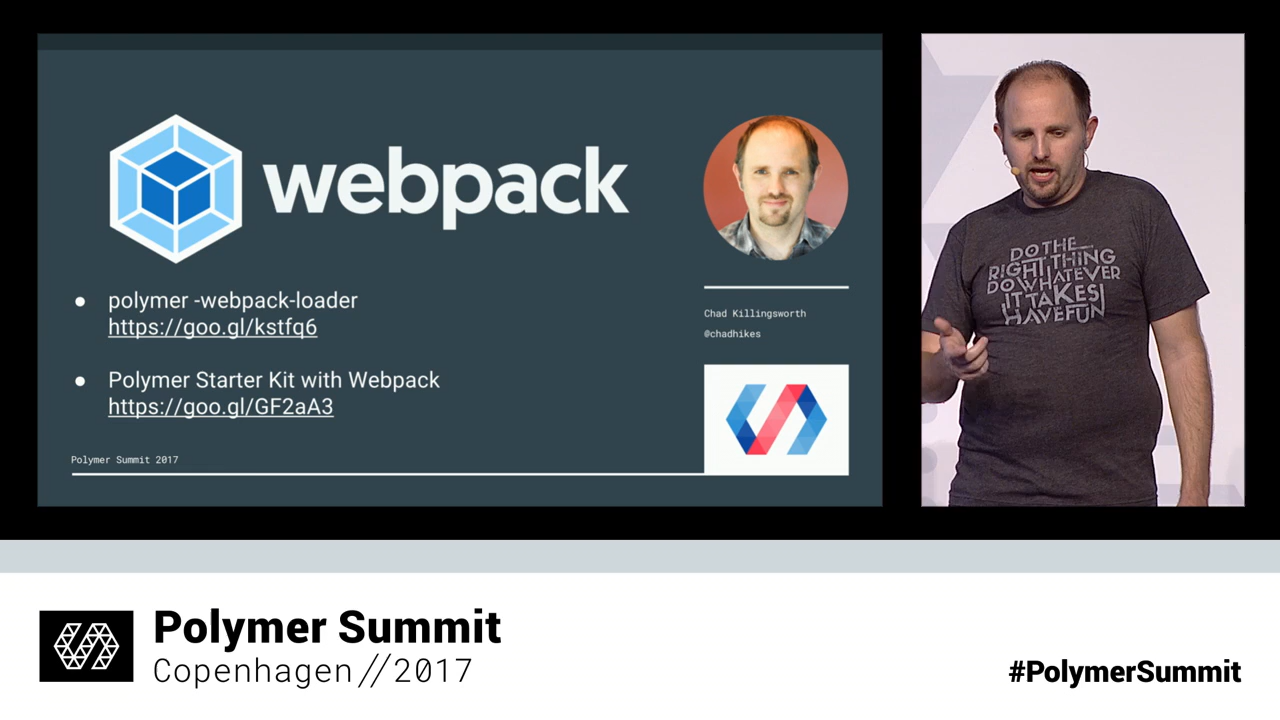 webpack
polymer -webpack-loader
https://goo.gl/kstfq6
Polymer Starter Kit with Webpack
https://goo.gl/GF2aA3
Polymer Summit 2017
Chad Killingsworth
@chadhikes
DO THE
RIGHT THING
DO WHATEVER
IT TAKES
HAVE FUN
Polymer Summit
Copenhagen//2017
#PolymerSummit